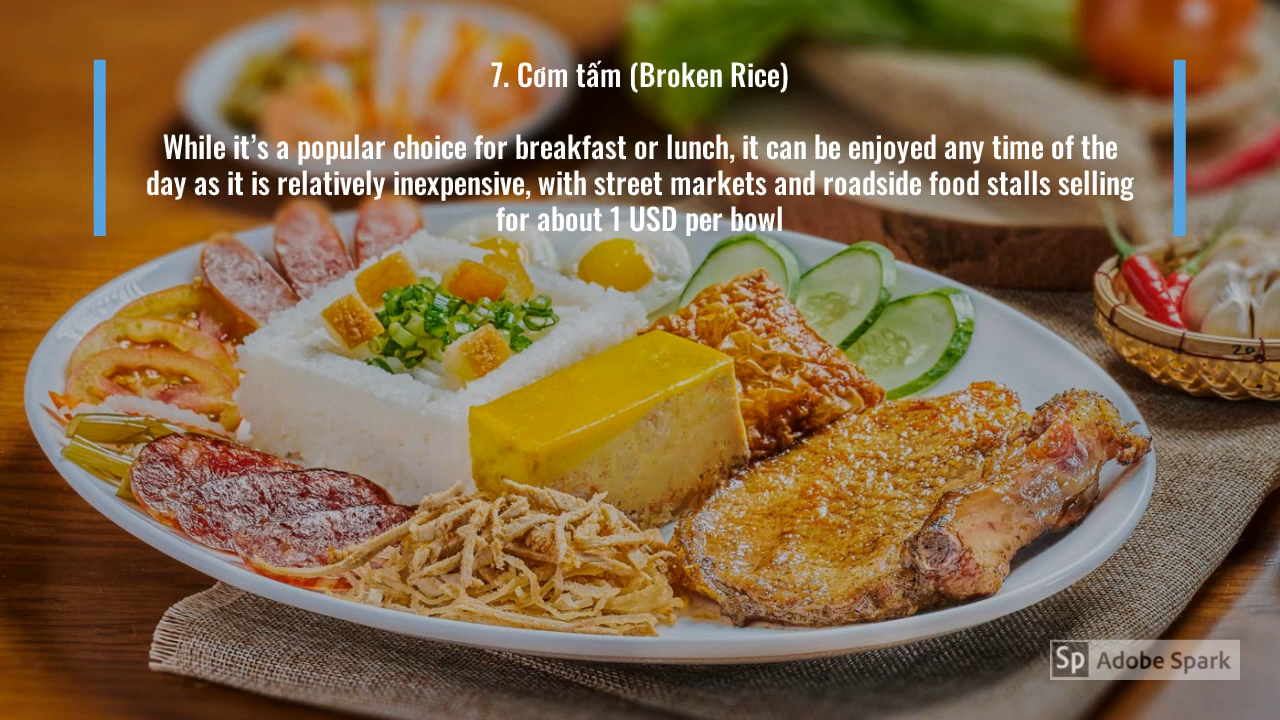 7. Cơm tấm (Broken Rice)
While it’s a popular choice for breakfast or lunch, it can be enjoyed any time of the
day as it is relatively inexpensive, with street markets and roadside food stalls selling
for about 1 USD per bowl
Sp Adobe Spark